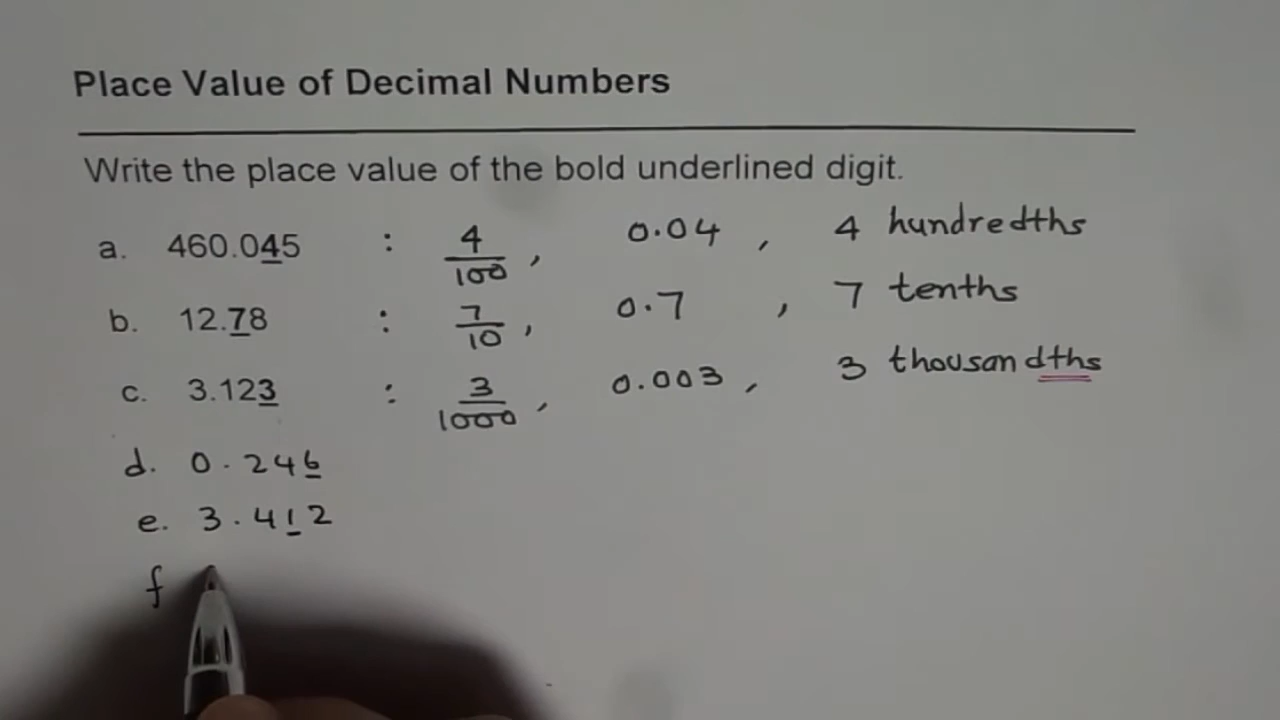 Place Value of Decimal Numbers
Write the place value of the bold underlined digit.
a. 460.045 : 4/100, 0.04, 4 hundredths
b. 12.78 : 7/10, 0.7, 7 tenths
c. 3.123 : 3/1000, 0.003, 3 thousandths
d. 0.246
e. 3.412
f